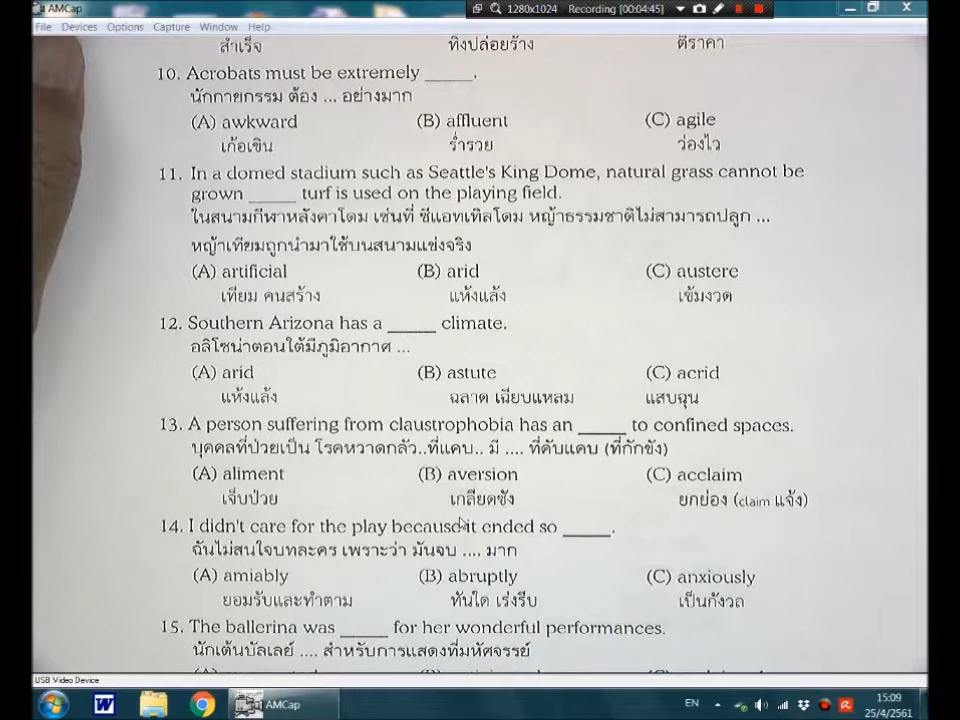 AMCap
1280x1024 Recording [00:04:45]
File Devices Options Capture Window Help
สำเร็จ ทิ้งปล่อยร้าง ตีราคา
10. Acrobats must be extremely _____.
นักกายกรรม ต้อง ... อย่างมาก
(A) awkward (B) affluent (C) agile
เก้อเขิน ร่ำรวย ว่องไว
11. In a domed stadium such as Seattle's King Dome, natural grass cannot be
grown _____ turf is used on the playing field.
ในสนามกีฬาหลังคาโดม เช่นที่ ซีแอทเทิลโดม หญ้าธรรมชาติไม่สามารถปลูก ...
หญ้าเทียมถูกนำมาใช้บนสนามแข่งจริง
(A) artificial (B) arid (C) austere
เทียม คนสร้าง แห้งแล้ง เข้มงวด
12. Southern Arizona has a _____ climate.
อลิโซน่าตอนใต้มีภูมิอากาศ ...
(A) arid (B) astute (C) acrid
แห้งแล้ง ฉลาด เฉียบแหลม แสบฉุน
13. A person suffering from claustrophobia has an _____ to confined spaces.
บุคคลที่ป่วยเป็น โรคหวาดกลัว..ที่แคบ.. มี .... ที่คับแคบ (ที่กักขัง)
(A) aliment (B) aversion (C) acclaim
เจ็บป่วย เกลียดชัง ยกย่อง (claim แจ้ง)
14. I didn't care for the play because it ended so _____.
ฉันไม่สนใจบทละคร เพราะว่า มันจบ .... มาก
(A) amiably (B) abruptly (C) anxiously
ยอมรับและทำตาม ทันใด เร่งรีบ เป็นกังวล
15. The ballerina was _____ for her wonderful performances.
นักเต้นบัลเลย์ .... สำหรับการแสดงที่มหัศจรรย์
USB Video Device
AMCap EN 15:09
25/4/2561